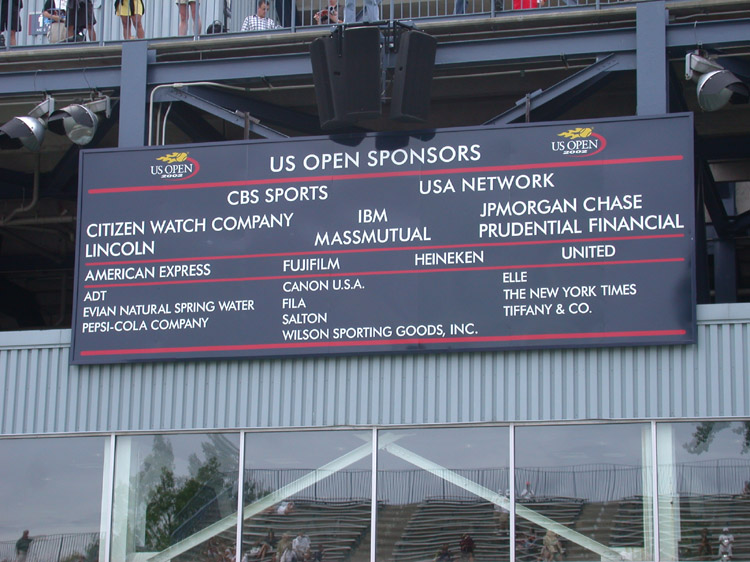 US OPEN
2002
US OPEN SPONSORS
US OPEN
2002
CBS SPORTS USA NETWORK
CITIZEN WATCH COMPANY IBM JPMORGAN CHASE
LINCOLN MASSMUTUAL PRUDENTIAL FINANCIAL
AMERICAN EXPRESS FUJIFILM HEINEKEN UNITED
ADT CANON U.S.A. ELLE
EVIAN NATURAL SPRING WATER FILA THE NEW YORK TIMES
PEPSI-COLA COMPANY SALTON TIFFANY & CO.
WILSON SPORTING GOODS, INC.